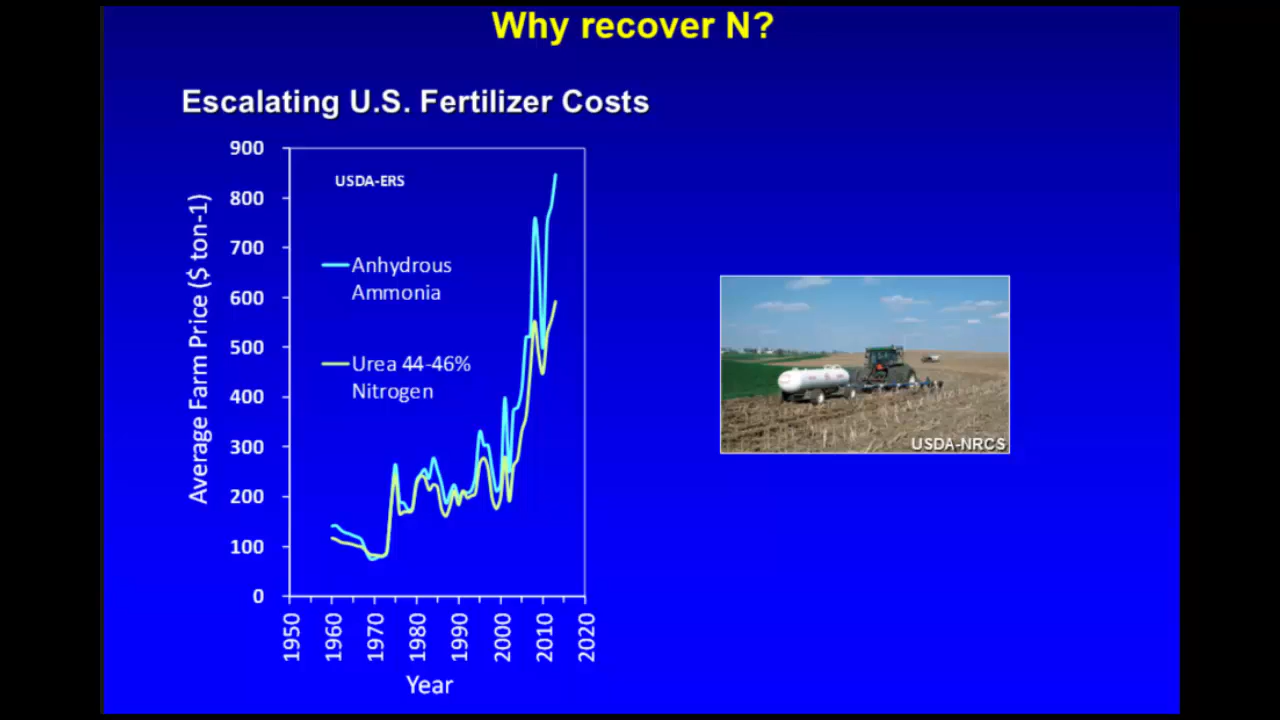 Why recover N?
Escalating U.S. Fertilizer Costs
900
800
700
600
500
400
300
200
100
0
Average Farm Price ($ ton-1)
USDA-ERS
Anhydrous
Ammonia
Urea 44-46%
Nitrogen
1950
1960
1970
1980
1990
2000
2010
2020
Year
USDA-NRCS